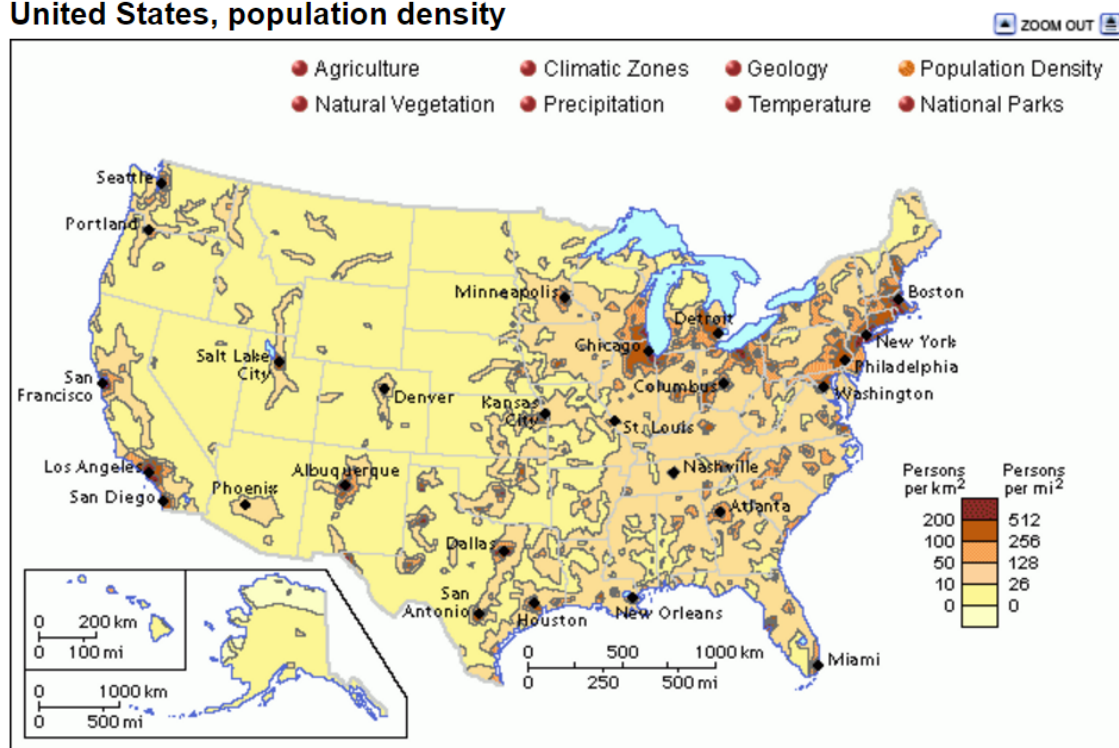 United States, population density
ZOOM OUT
Agriculture
Climatic Zones
Geology
Population Density
Natural Vegetation
Precipitation
Temperature
National Parks
Seattle
Portland
Minneapolis
Boston
Detroit
New York
Chicago
Salt Lake
City
Philadelphia
San
Francisco
Columbus
Washington
Denver
Kansas
City
St. Louis
Los Angeles
Albuquerque
Nashville
San Diego
Phoenix
Atlanta
Persons
per km2
Persons
per mi2
200 512
100 256
50 128
10 26
0 0
Dallas
San
Antonio
Houston
New Orleans
Miami
0 200 km
0 100 mi
0 1000 km
0 500 mi
0 500 1000 km
0 250 500 mi